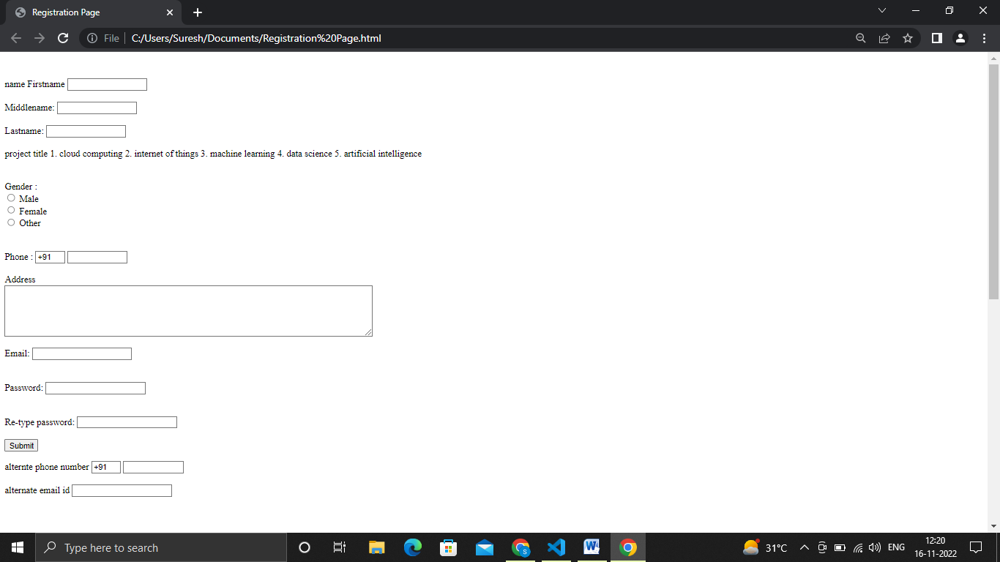 Registration Page
File C:/Users/Suresh/Documents/Registration%20Page.html
name Firstname
Middlename:
Lastname:
project title 1. cloud computing 2. internet of things 3. machine learning 4. data science 5. artificial intelligence
Gender :
Male
Female
Other
Phone : +91
Address
Email:
Password:
Re-type password:
Submit
alternte phone number +91
alternate email id
Type here to search
S
W
31°C
ENG
12:20
16-11-2022